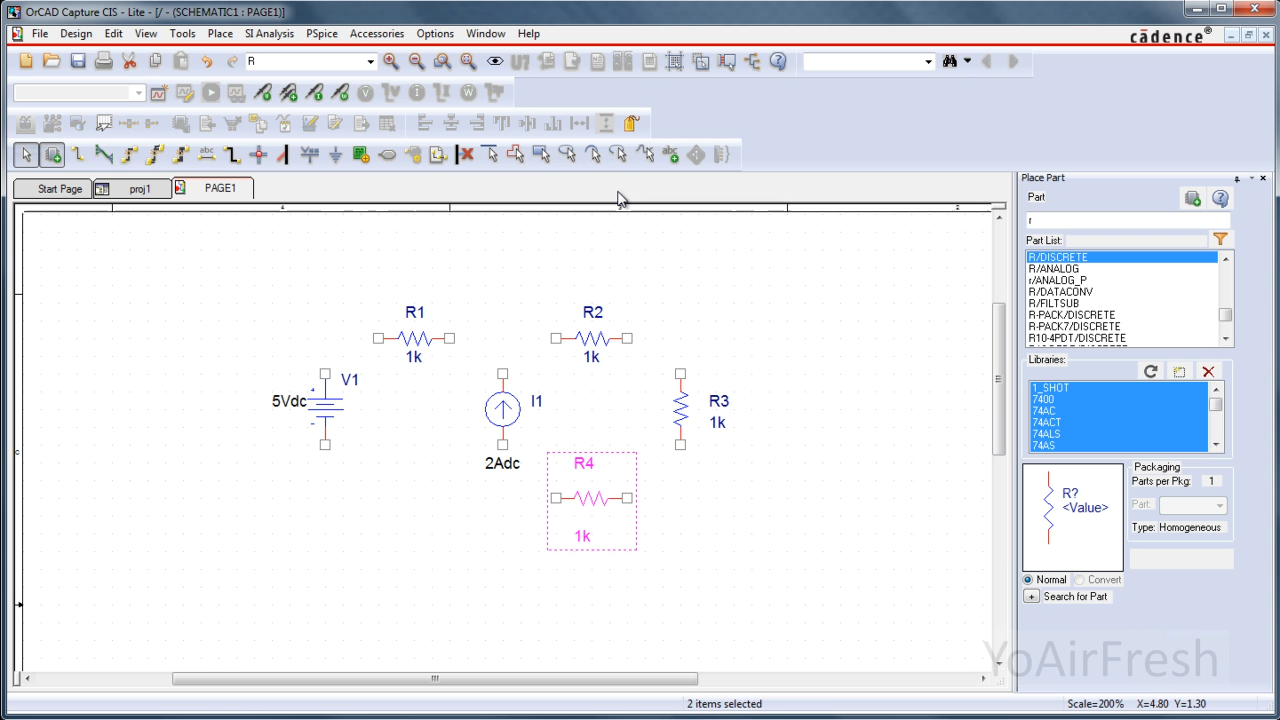 OrCAD Capture CIS - Lite - [/ - (SCHEMATIC1 : PAGE1)]
File Design Edit View Tools Place SI Analysis PSpice Accessories Options Window Help
cādence®
R
Start Page
proj1
PAGE1
Place Part
Part
r
Part List:
R/DISCRETE
R/ANALOG
r/ANALOG_P
R/DATACONV
R/FILTSUB
R-PACK/DISCRETE
R-PACK7/DISCRETE
R10-4PDT/DISCRETE
Libraries:
1_SHOT
7400
74AC
74ACT
74ALS
74AS
R?
<Value>
Packaging
Parts per Pkg: 1
Part:
Type: Homogeneous
Normal Convert
+ Search for Part
R1
1k
R2
1k
V1
5Vdc
+
-
I1
2Adc
R3
1k
R4
1k
YoAirFresh
2 items selected
Scale=200% X=4.80 Y=1.30